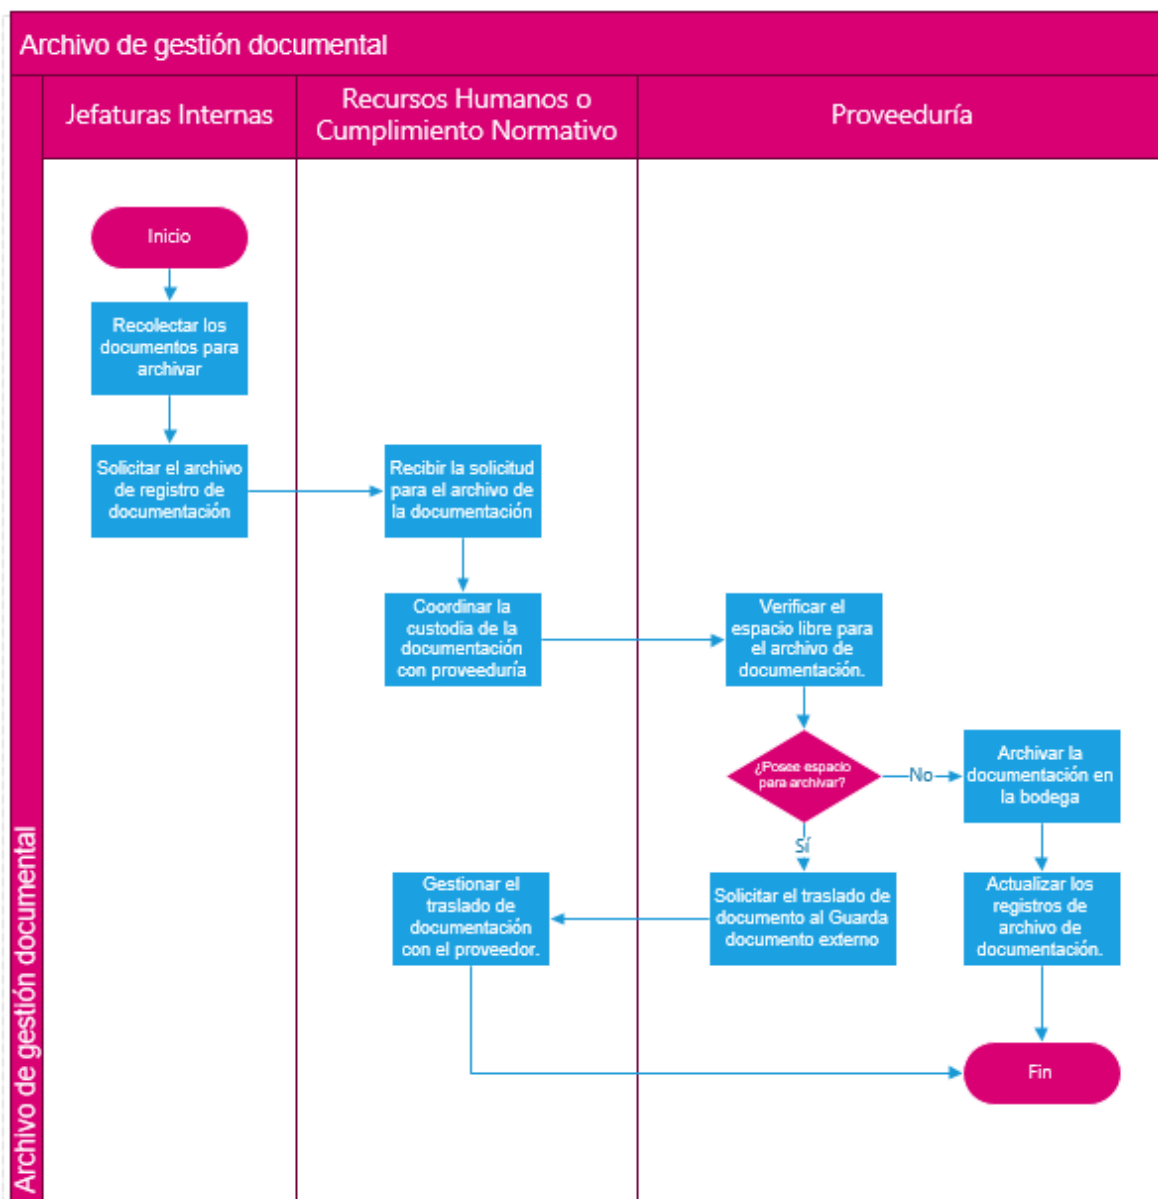 Archivo de gestión documental
Jefaturas Internas
Recursos Humanos o
Cumplimiento Normativo
Proveeduría
Archivo de gestión documental
Inicio
Recolectar los
documentos para
archivar
Solicitar el archivo
de registro de
documentación
Recibir la solicitud
para el archivo de
la documentación
Coordinar la
custodia de la
documentación
con proveeduría
Verificar el
espacio libre para
el archivo de
documentación.
¿Posee espacio
para archivar?
No
Archivar la
documentación en
la bodega
Sí
Gestionar el
traslado de
documentación
con el proveedor.
Solicitar el traslado de
documento al Guarda
documento externo
Actualizar los
registros de
archivo de
documentación.
Fin